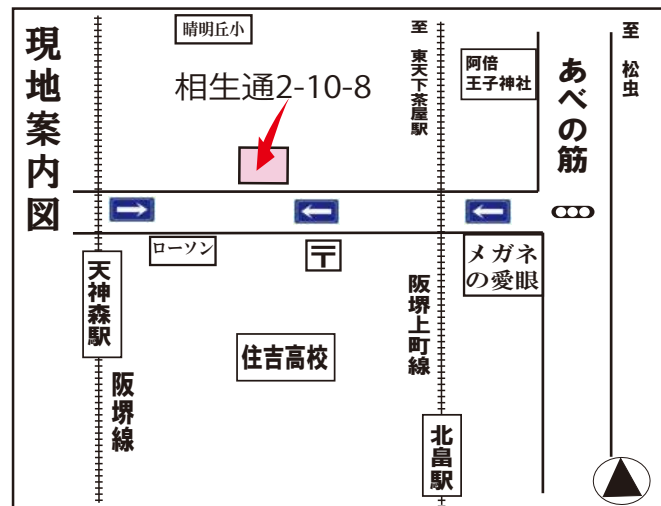 現地案内図
晴明丘小
至 東天下茶屋駅
阿倍
王子神社
至 松虫
あべの筋
相生通2-10-8
ローソン
〒
メガネ
の愛眼
天神森駅
阪堺上町線
住吉高校
阪堺線
北畠駅